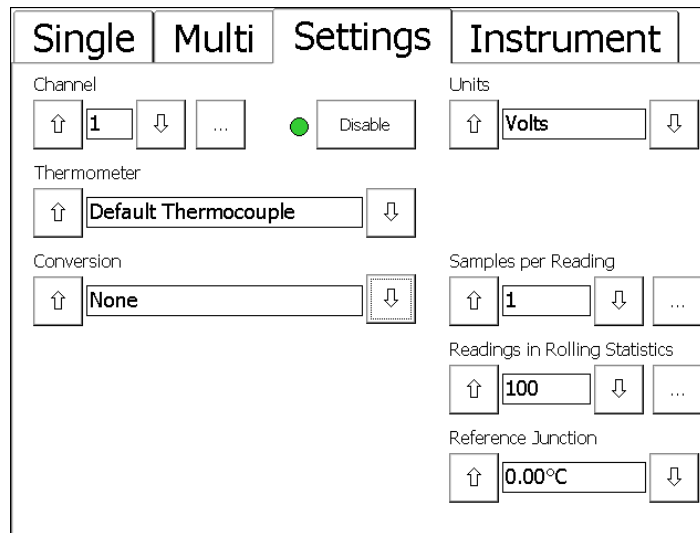 Single Multi Settings Instrument
Channel Units
1 ... Disable Volts
Thermometer
Default Thermocouple
Conversion Samples per Reading
None 1 ...
Readings in Rolling Statistics
100 ...
Reference Junction
0.00°C